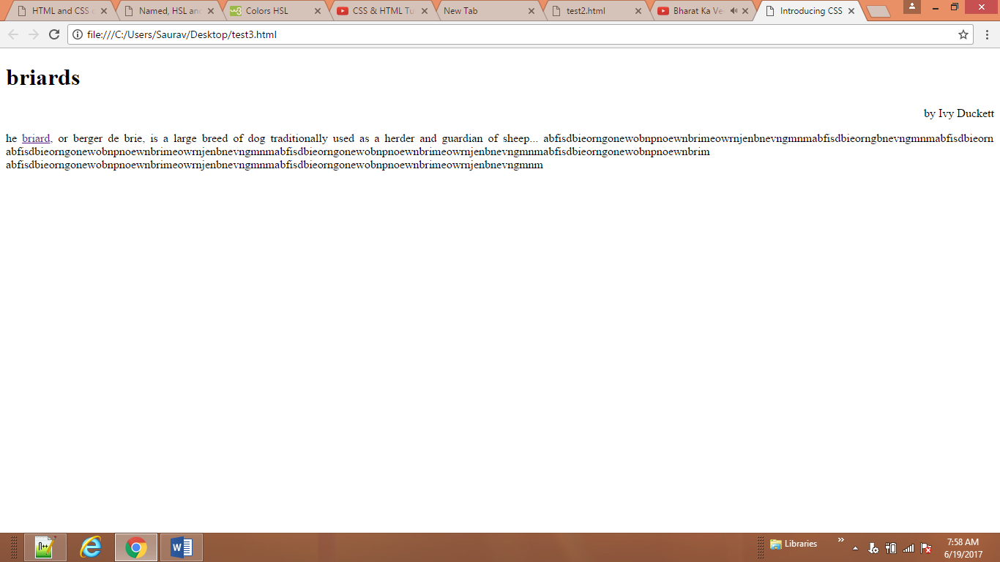 HTML and CSS
Named, HSL an
Colors HSL
CSS & HTML Tu
New Tab
test2.html
Bharat Ka Ve
Introducing CSS
file:///C:/Users/Saurav/Desktop/test3.html
briards
by Ivy Duckett
he briard, or berger de brie, is a large breed of dog traditionally used as a herder and guardian of sheep... abfisdbieorngonewobnpnoewnbrimeowrnjenbnevngmnmabfisdbieorngbnevngmnmabfisdbieorn
abfisdbieorngonewobnpnoewnbrimeowrnjenbnevngmnmabfisdbieorngonewobnpnoewnbrimeowrnjenbnevngmnmabfisdbieorngonewobnpnoewnbrim
abfisdbieorngonewobnpnoewnbrimeowrnjenbnevngmnmabfisdbieorngonewobnpnoewnbrimeowrnjenbnevngmnm
Libraries
7:58 AM
6/19/2017